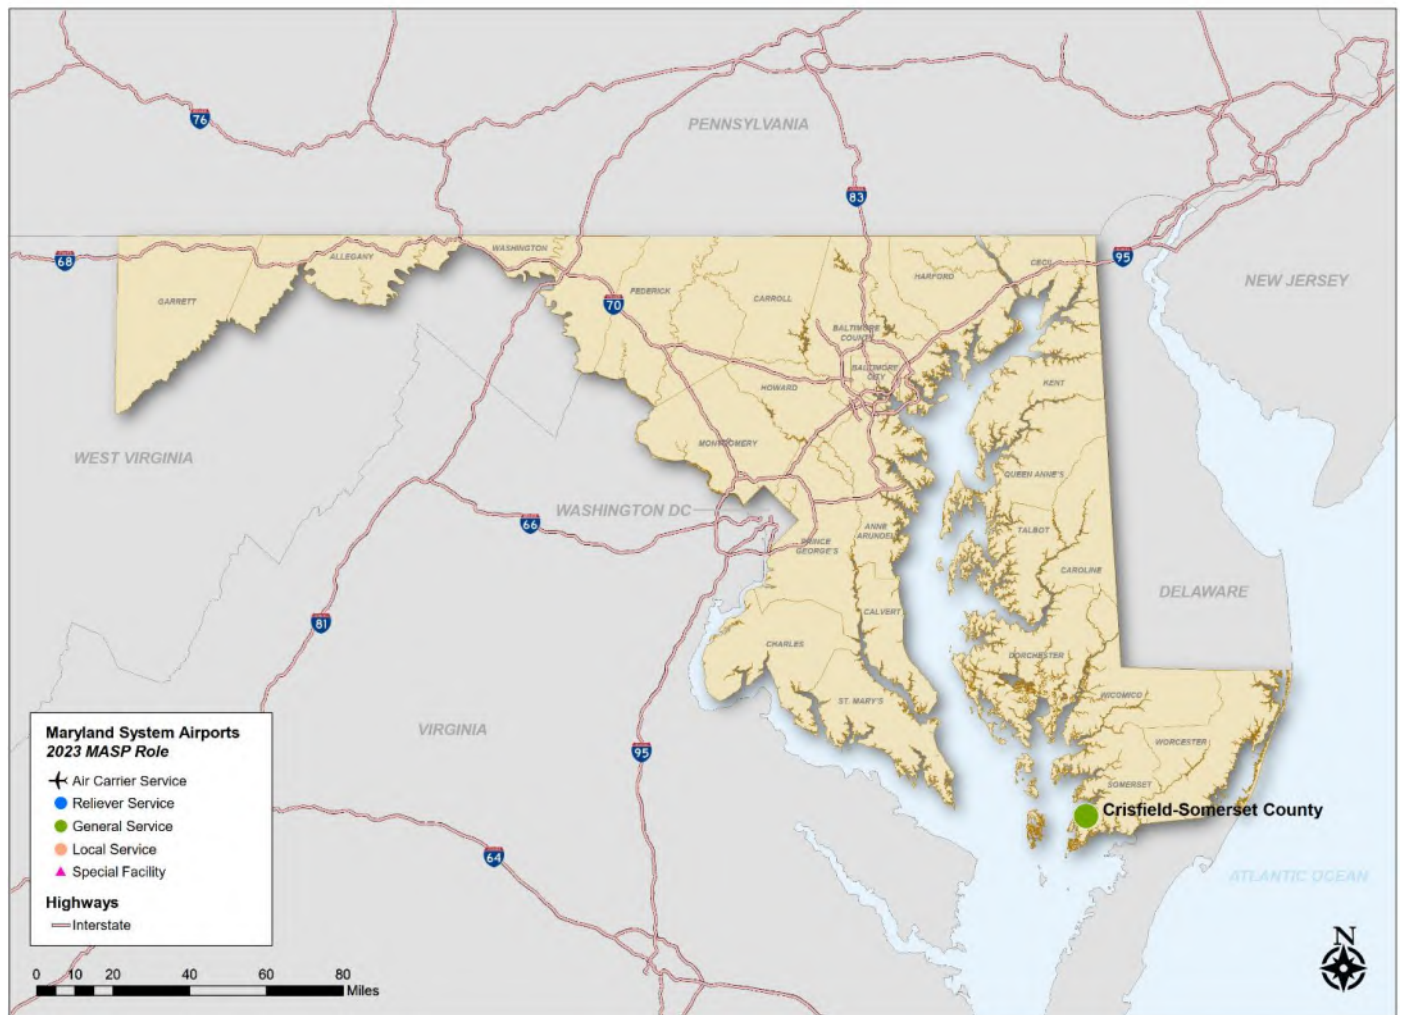 76
PENNSYLVANIA
83
68
ALLEGANY
WASHINGTON
95
CECIL
HARFORD
NEW JERSEY
GARRETT
70
FEDERICK
CARROLL
BALTIMORE
COUNTY
BALTIMORE
CITY
HOWARD
KENT
MONTGOMERY
WEST VIRGINIA
QUEEN ANNE'S
WASHINGTON DC
66
ANNE
ARUNDEL
TALBOT
PRINCE
GEORGE'S
CAROLINE
DELAWARE
81
CALVERT
CHARLES
DORCHESTER
WICOMICO
ST. MARY'S
VIRGINIA
95
WORCESTER
SOMERSET
Crisfield-Somerset County
64
ATLANTIC OCEAN
Maryland System Airports
2023 MASP Role
Air Carrier Service
Reliever Service
General Service
Local Service
Special Facility
Highways
Interstate
N
0 10 20 40 60 80
Miles